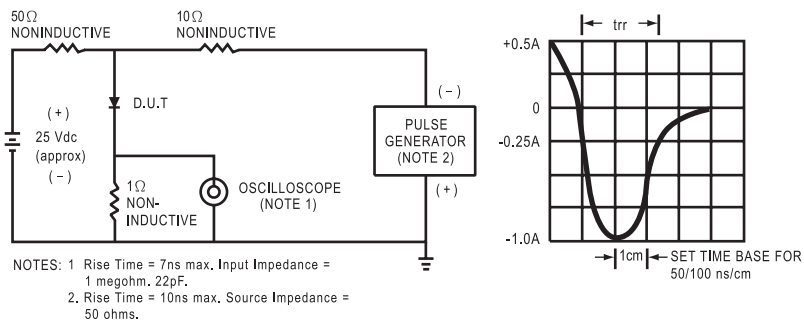 50Ω
NONINDUCTIVE
10Ω
NONINDUCTIVE
D.U.T
(+)
25 Vdc
(approx)
(-)
1Ω
NON-
INDUCTIVE
OSCILLOSCOPE
(NOTE 1)
(-)
PULSE
GENERATOR
(NOTE 2)
(+)
NOTES: 1 Rise Time = 7ns max. Input Impedance =
1 megohm. 22pF.
2. Rise Time = 10ns max. Source Impedance =
50 ohms.
trr
+0.5A
0
-0.25A
-1.0A
1cm
SET TIME BASE FOR
50/100 ns/cm